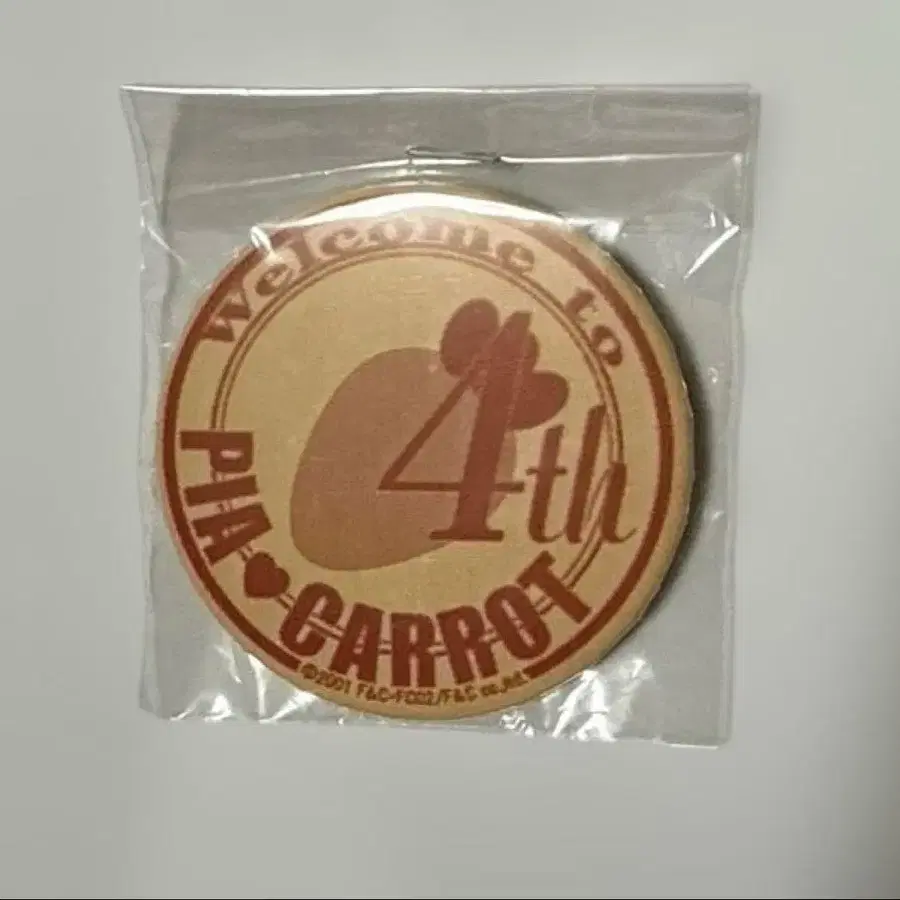 Welcome to
PIA♥CARROT
4th
©2001 F&C・FC02/F&C co.,ltd.